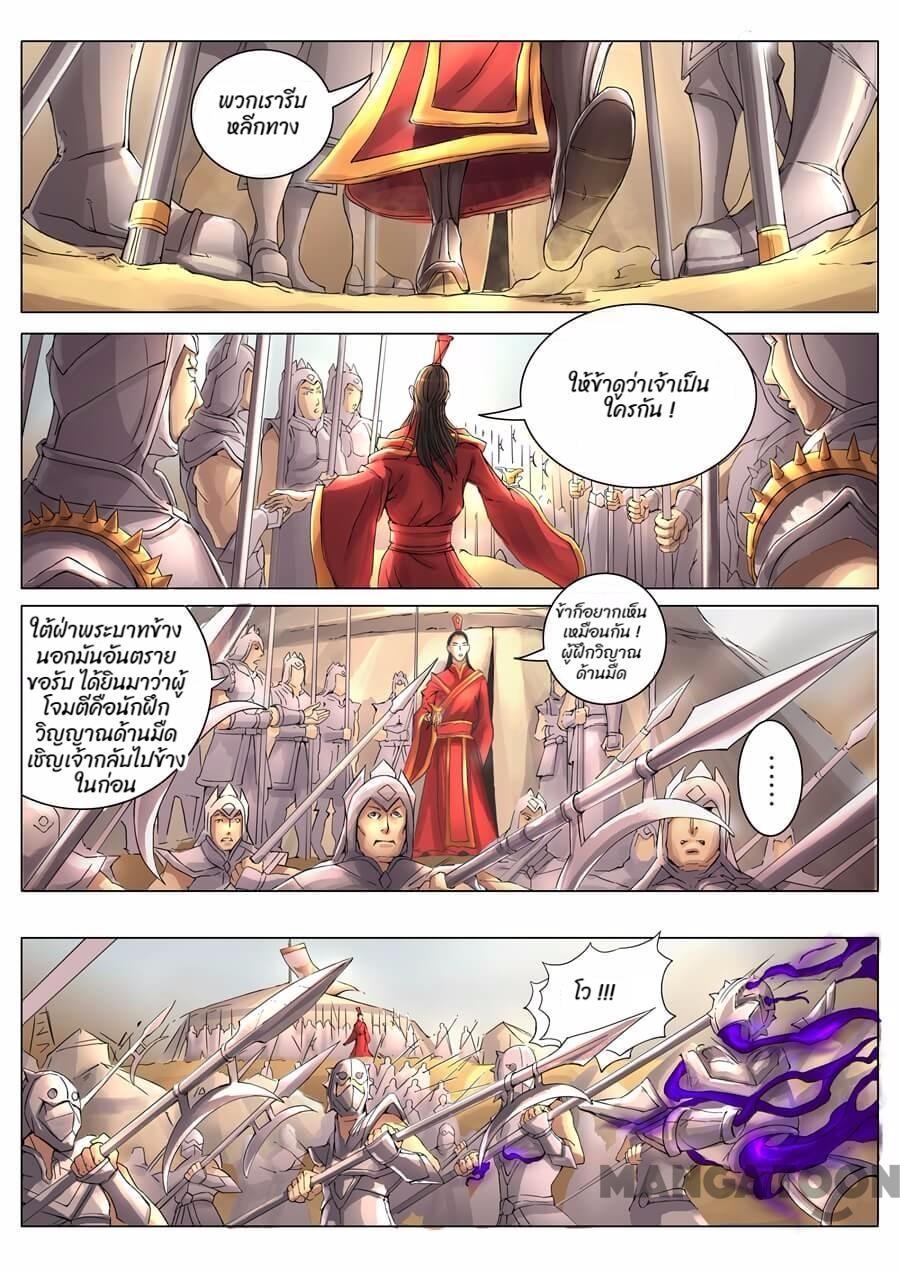 พวกเรารีบ
หลีกทาง
ให้ข้าดูว่าเจ้าเป็น
ใครกัน !
ใต้ฝ่าพระบาทข้าง
นอกมันอันตราย
ขอรับ ได้ยินมาว่าผู้
โจมตีคือนักฝึก
วิญญาณด้านมืด
เชิญเจ้ากลับไปข้าง
ในก่อน
ข้าก็อยากเห็น
เหมือนกัน !
ผู้ฝึกวิญาณ
ด้านมืด
......
โว !!!
MANGATOON